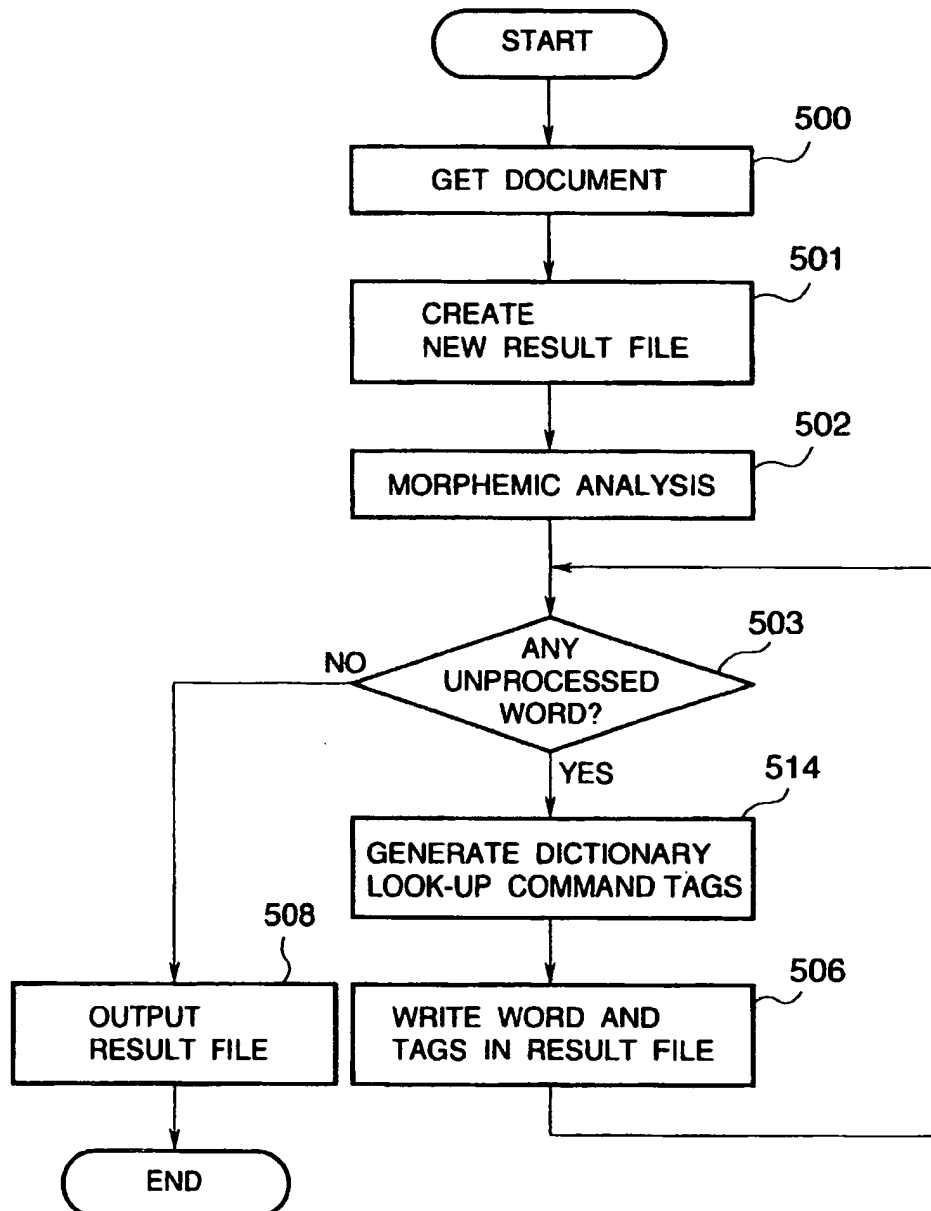 START
500
GET DOCUMENT
501
CREATE
NEW RESULT FILE
502
MORPHEMIC ANALYSIS
503
ANY
UNPROCESSED
WORD?
NO
YES
514
GENERATE DICTIONARY
LOOK-UP COMMAND TAGS
508
OUTPUT
RESULT FILE
506
WRITE WORD AND
TAGS IN RESULT FILE
END